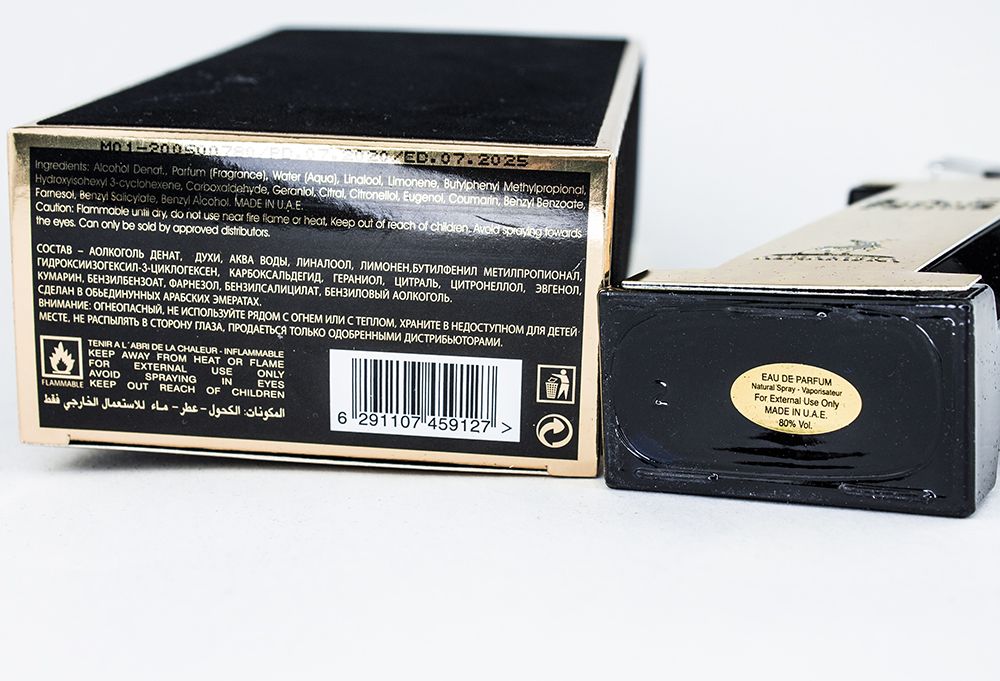 ED.07.2025
Ingredients: Alcohol Denat., Parfum (Fragrance), Water (Aqua), Linalool, Limonene, Butylphenyl Methylpropional,
Hydroxyisohexyl 3-cyclohexene, Carboxaldehyde, Geraniol, Citral, Citronellol, Eugenol, Coumarin, Behzyl Benzoate,
Farnesol, Benzyl Salicylate, Benzyl Alcohol. MADE IN U.A.E.
Caution: Flammable until dry, do not use near fire flame or heat, Keep out of reach of children. Avoid spraying towards
the eyes. Can only be sold by approved distributors.
СОСТАВ – АОЛКОГОЛЬ ДЕНАТ, ДУХИ, АКВА ВОДЫ, ЛИНАЛООЛ, ЛИМОНЕН,БУТИЛФЕНИЛ МЕТИЛПРОПИОНАЛ,
ГИДРОКСИИЗОГЕКСИЛ-3-ЦИКЛОГЕКСЕН, КАРБОКСАЛЬДЕГИД, ГЕРАНИОЛ, ЦИТРАЛЬ, ЦИТРОНЕЛЛОЛ, ЭВГЕНОЛ,
КУМАРИН, БЕНЗИЛБЕНЗОАТ, ФАРНЕЗОЛ, БЕНЗИЛСАЛИЦИЛАТ, БЕНЗИЛОВЫЙ АОЛКОГОЛЬ.
СДЕЛАН В ОБЬЕДИНУННЫХ АРАБСКИХ ЭМЕРАТАХ.
ВНИМАНИЕ: ОГНЕОПАСНЫЙ, НЕ ИСПОЛЬЗУЙТЕ РЯДОМ С ОГНЕМ ИЛИ С ТЕПЛОМ, ХРАНИТЕ В НЕДОСТУПНОМ ДЛЯ ДЕТЕЙ
МЕСТЕ. НЕ РАСПЫЛЯТЬ В СТОРОНУ ГЛАЗА, ПРОДАЕТЬСЯ ТОЛЬКО ОДОБРЕННЫМИ ДИСТРИБЬЮТОРАМИ.
TENIR A L'ABRI DE LA CHALEUR - INFLAMMABLE
KEEP AWAY FROM HEAT OR FLAME
FOR EXTERNAL USE ONLY
AVOID SPRAYING IN EYES
KEEP OUT REACH OF CHILDREN
FLAMMABLE
المكونات: الكحول - عطر - مـاء للاستعمال الخارجي فقط
6 291107 459127 >
EAU DE PARFUM
Natural Spray - Vaporisateur
For External Use Only
MADE IN U.A.E.
80% Vol.